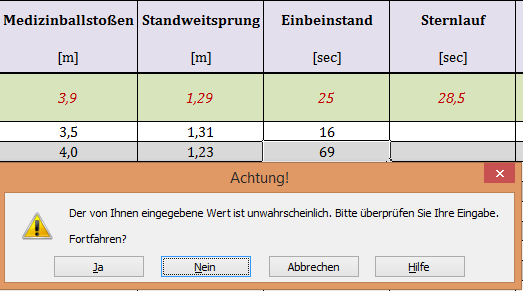 Medizinballstoßen Standweitsprung Einbeinstand Sternlauf
[m] [m] [sec] [sec]
3,9 1,29 25 28,5
3,5 1,31 16
4,0 1,23 69
Achtung!
Der von Ihnen eingegebene Wert ist unwahrscheinlich. Bitte überprüfen Sie Ihre Eingabe.
Fortfahren?
Ja Nein Abbrechen Hilfe